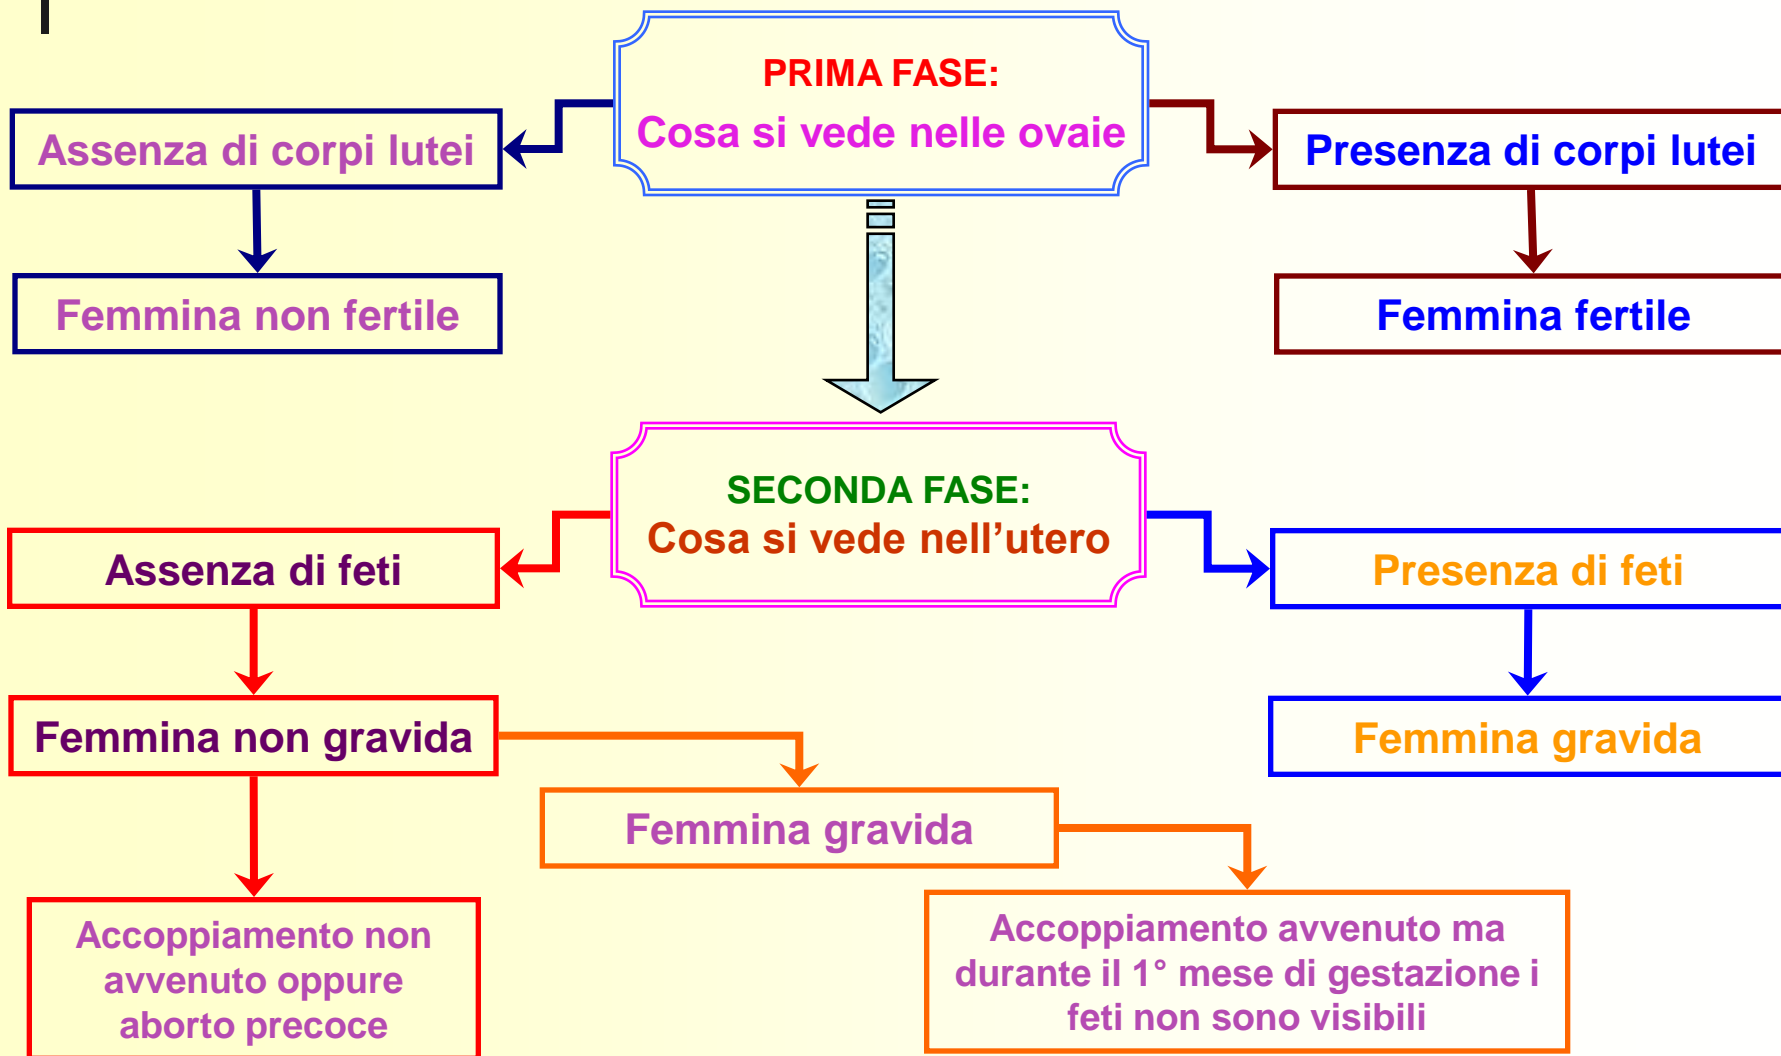 PRIMA FASE:
Cosa si vede nelle ovaie
Assenza di corpi lutei
Presenza di corpi lutei
Femmina non fertile
Femmina fertile
SECONDA FASE:
Cosa si vede nell’utero
Assenza di feti
Presenza di feti
Femmina non gravida
Femmina gravida
Femmina gravida
Accoppiamento non
avvenuto oppure
aborto precoce
Accoppiamento avvenuto ma
durante il 1° mese di gestazione i
feti non sono visibili